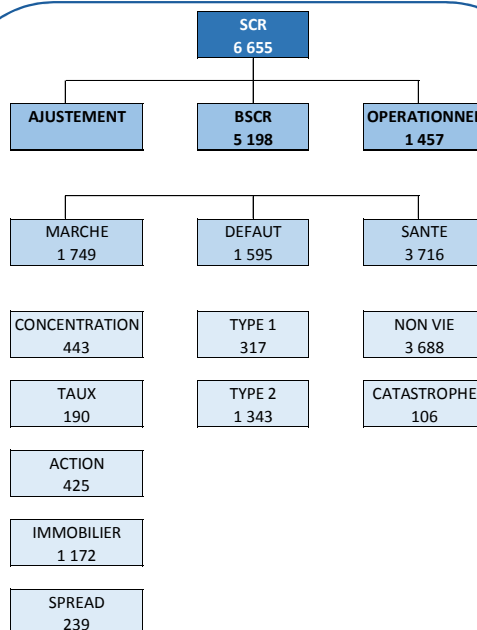 SCR
6 655
AJUSTEMENT
BSCR
5 198
OPERATIONNEL
1 457
MARCHE
1 749
DEFAUT
1 595
SANTE
3 716
CONCENTRATION
443
TYPE 1
317
NON VIE
3 688
TAUX
190
TYPE 2
1 343
CATASTROPHE
106
ACTION
425
IMMOBILIER
1 172
SPREAD
239